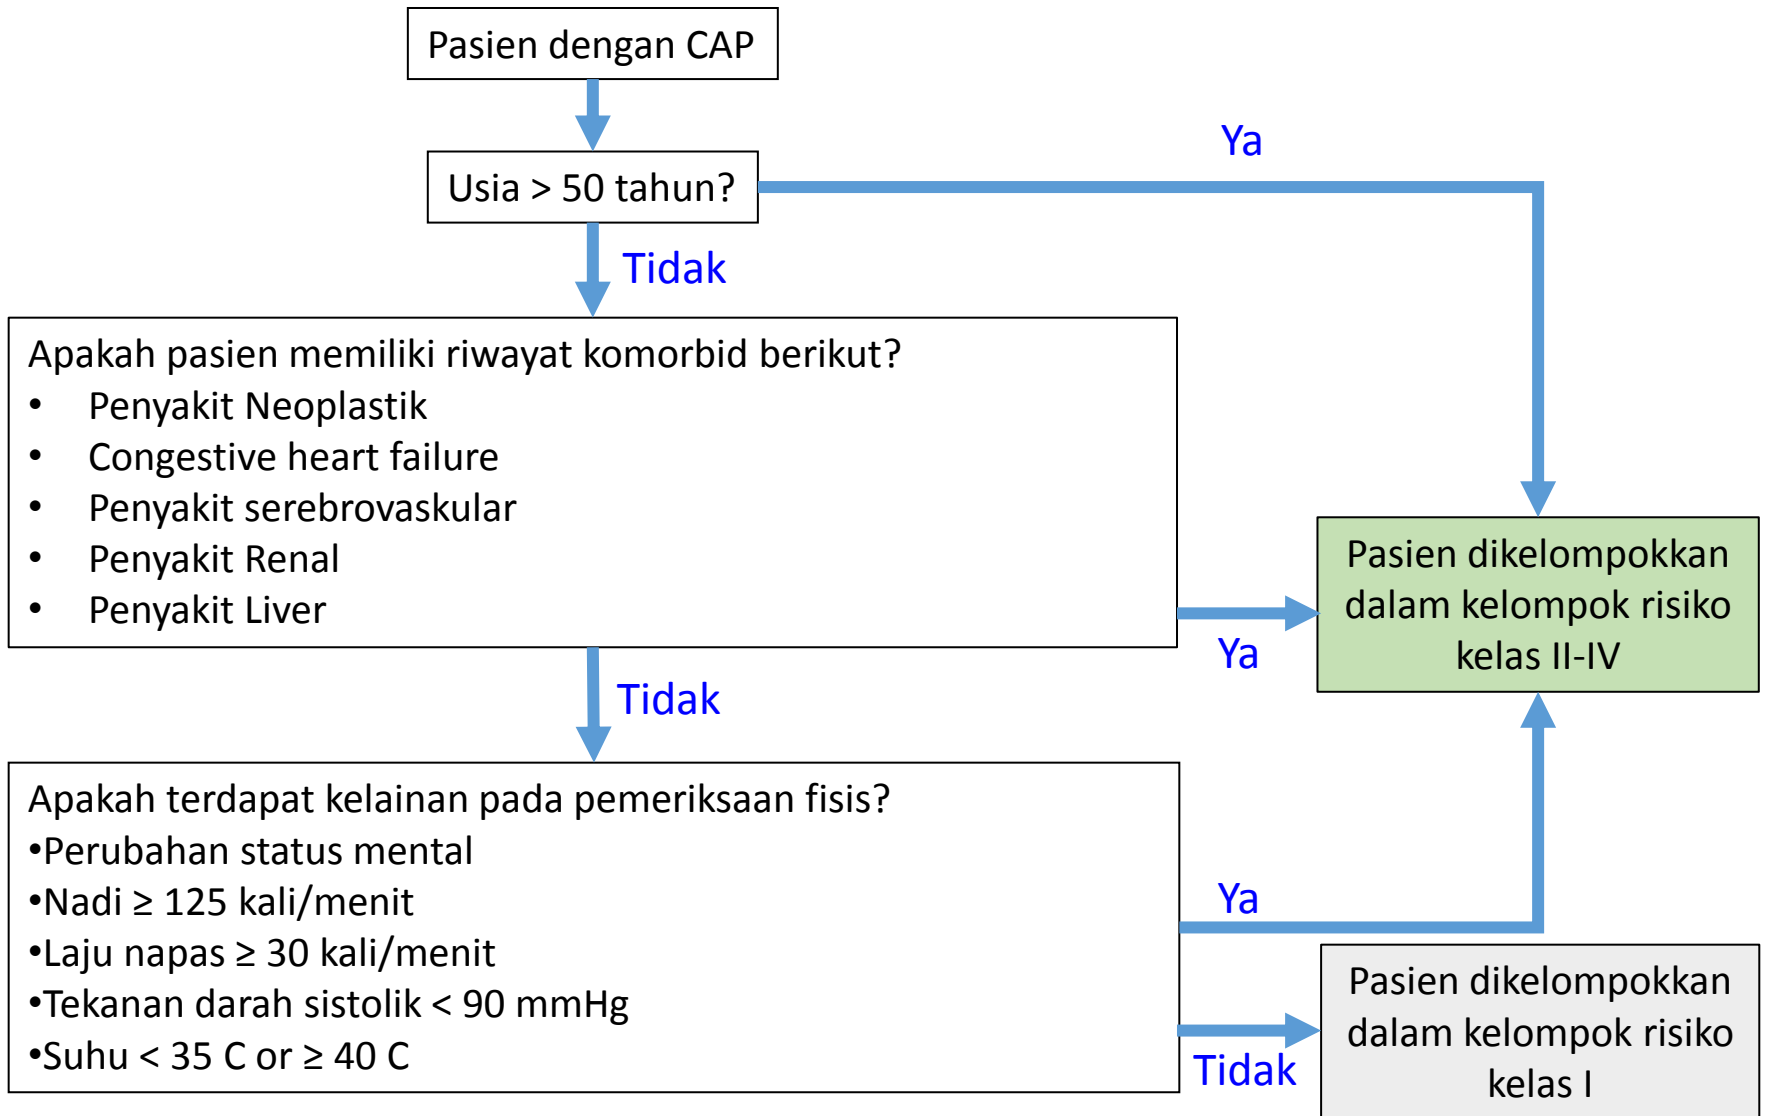 Pasien dengan CAP
Ya
Usia > 50 tahun?
Tidak
Apakah pasien memiliki riwayat komorbid berikut?
• Penyakit Neoplastik
• Congestive heart failure
• Penyakit serebrovaskular
• Penyakit Renal
• Penyakit Liver
Ya
Pasien dikelompokkan
dalam kelompok risiko
kelas II-IV
Tidak
Apakah terdapat kelainan pada pemeriksaan fisis?
•Perubahan status mental
•Nadi ≥ 125 kali/menit
•Laju napas ≥ 30 kali/menit
•Tekanan darah sistolik < 90 mmHg
•Suhu < 35 C or ≥ 40 C
Ya
Tidak
Pasien dikelompokkan
dalam kelompok risiko
kelas I